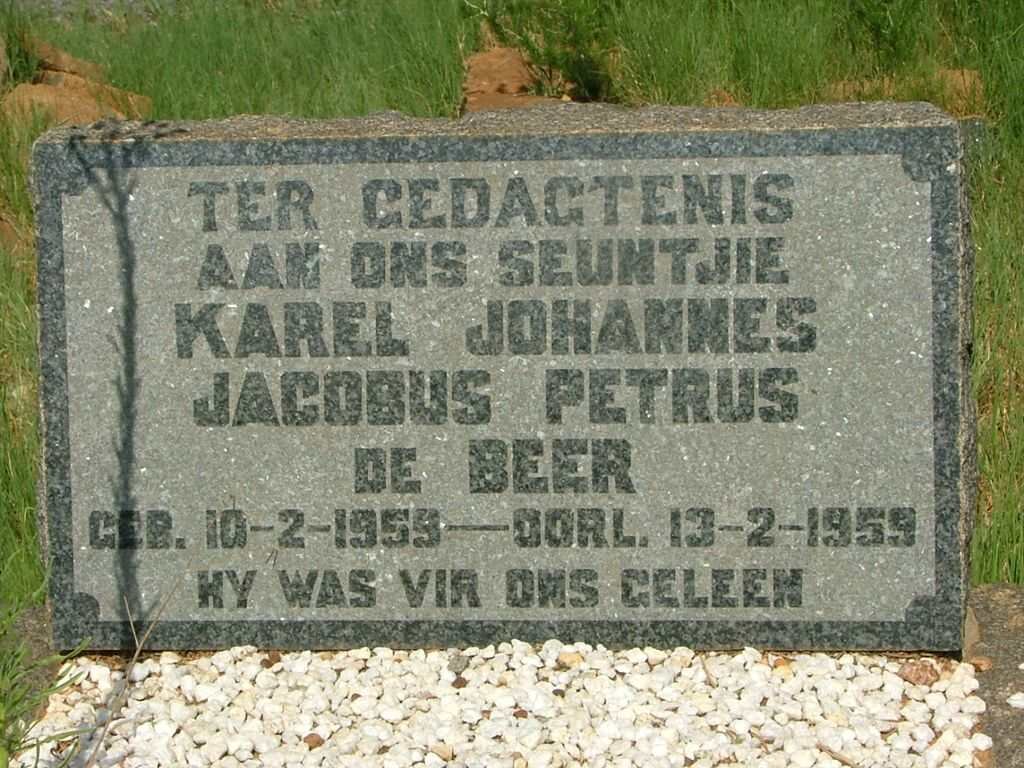 TER GEDAGTENIS
AAN ONS SEUNTJIE
KAREL JOHANNES
JACOBUS PETRUS
DE BEER
GEB. 10-2-1959—OORL. 13-2-1959
HY WAS VIR ONS GELEEN